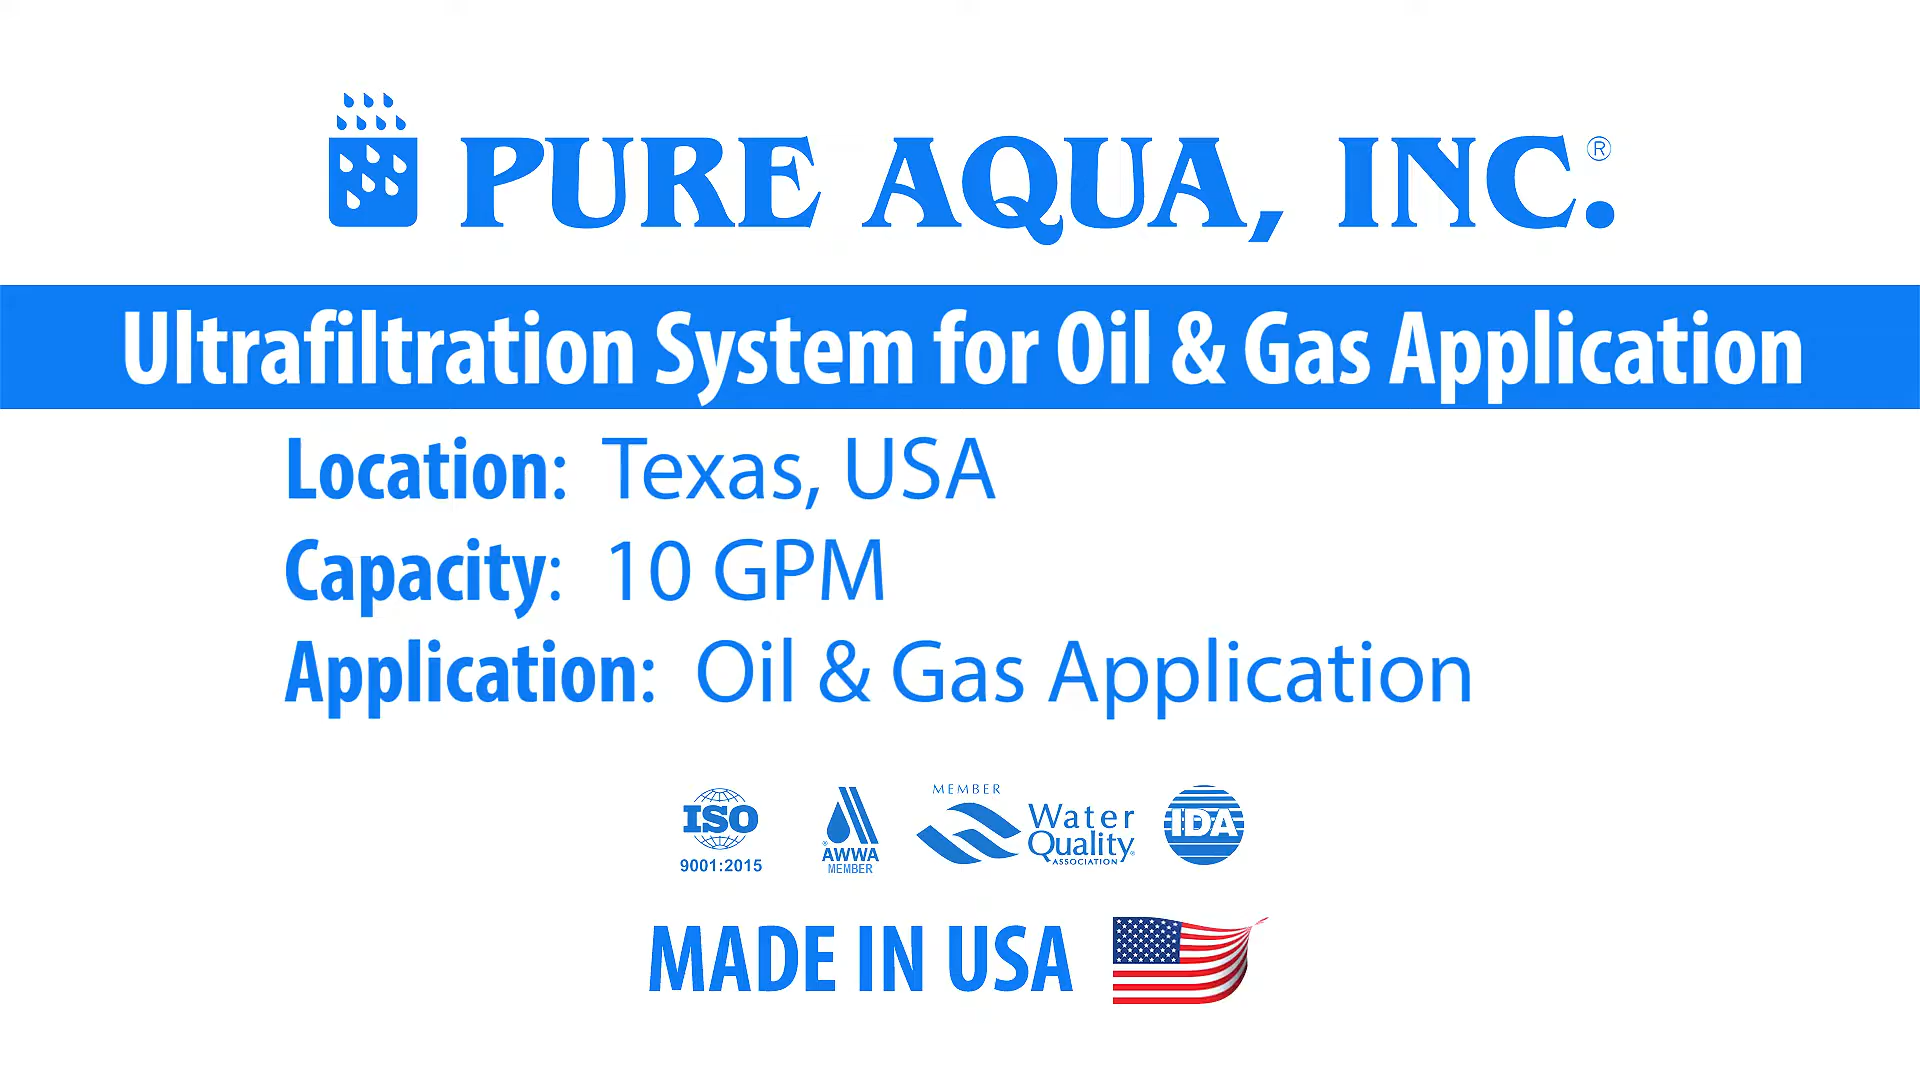 PURE AQUA, INC.®
Ultrafiltration System for Oil & Gas Application
Location: Texas, USA
Capacity: 10 GPM
Application: Oil & Gas Application
ISO
9001:2015
® AWWA
MEMBER
MEMBER
Water
Quality®
ASSOCIATION
IDA
MADE IN USA